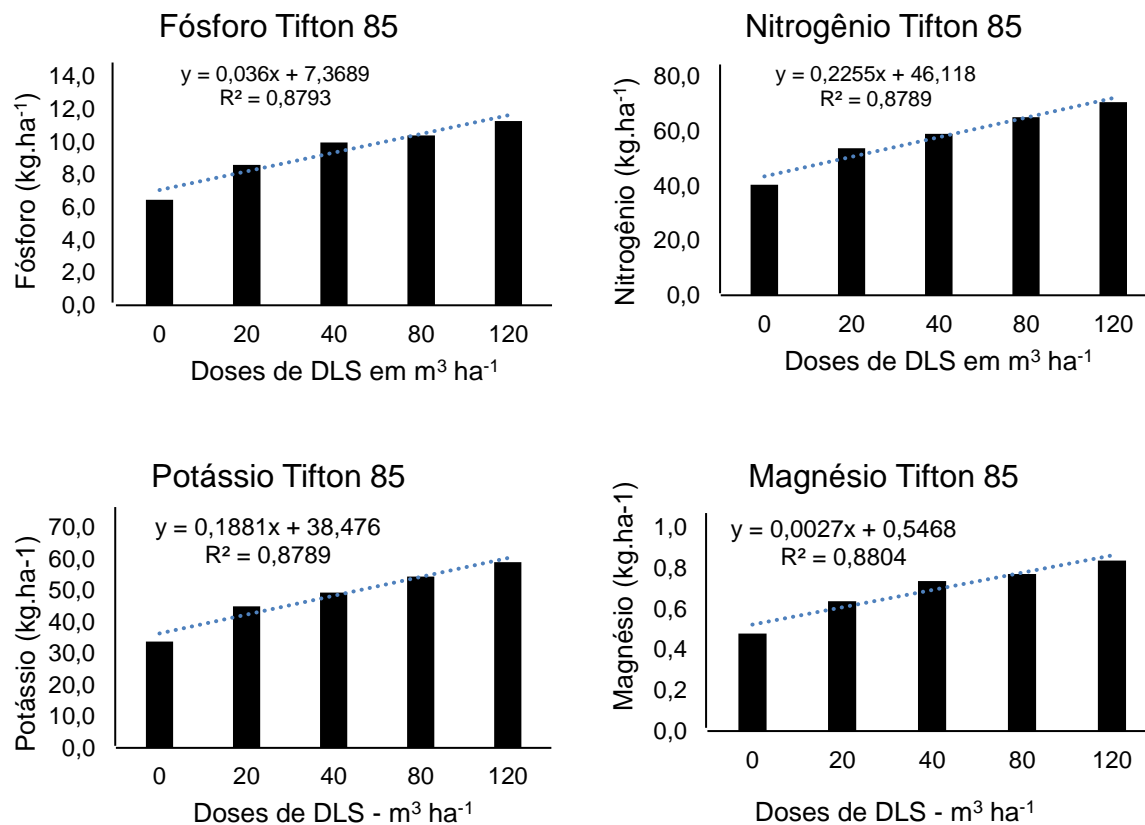 Fósforo Tifton 85
y = 0,036x + 7,3689
R² = 0,8793
Fósforo (kg.ha⁻¹)
14,0
12,0
10,0
8,0
6,0
4,0
2,0
0,0
0 20 40 80 120
Doses de DLS em m³ ha⁻¹
Nitrogênio Tifton 85
y = 0,2255x + 46,118
R² = 0,8789
Nitrogênio (kg.ha⁻¹)
80,0
60,0
40,0
20,0
0,0
0 20 40 80 120
Doses de DLS em m³ ha⁻¹
Potássio Tifton 85
y = 0,1881x + 38,476
R² = 0,8789
Potássio (kg.ha-1)
70,0
60,0
50,0
40,0
30,0
20,0
10,0
0,0
0 20 40 80 120
Doses de DLS - m³ ha⁻¹
Magnésio Tifton 85
y = 0,0027x + 0,5468
R² = 0,8804
Magnésio (kg.ha-1)
1,0
0,8
0,6
0,4
0,2
0,0
0 20 40 80 120
Doses de DLS - m³ ha⁻¹